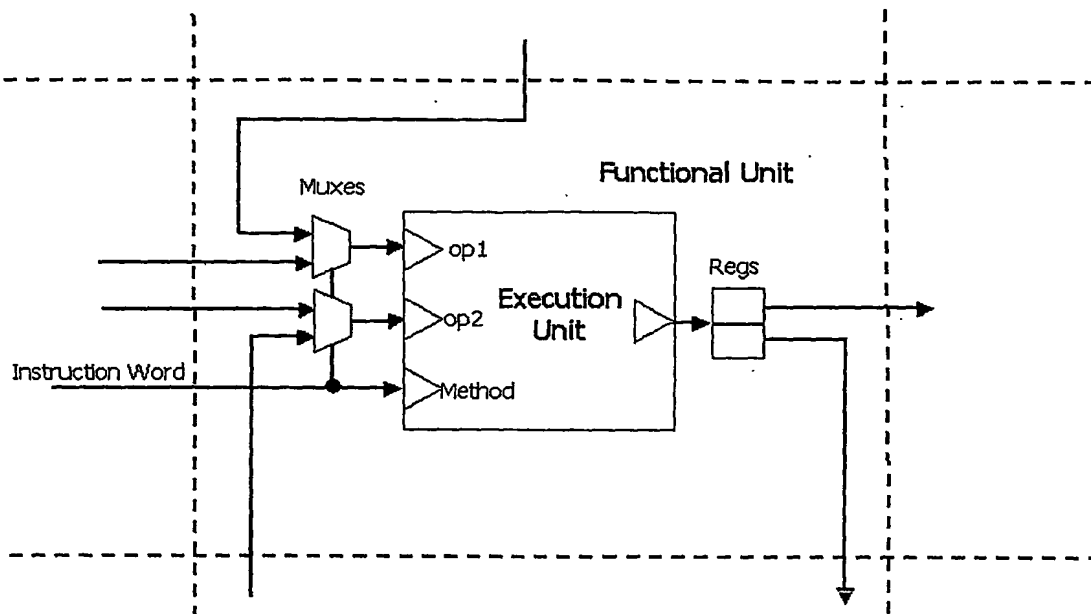 Functional Unit
Muxes
op1
Regs
Execution
Unit
op2
Instruction Word
Method